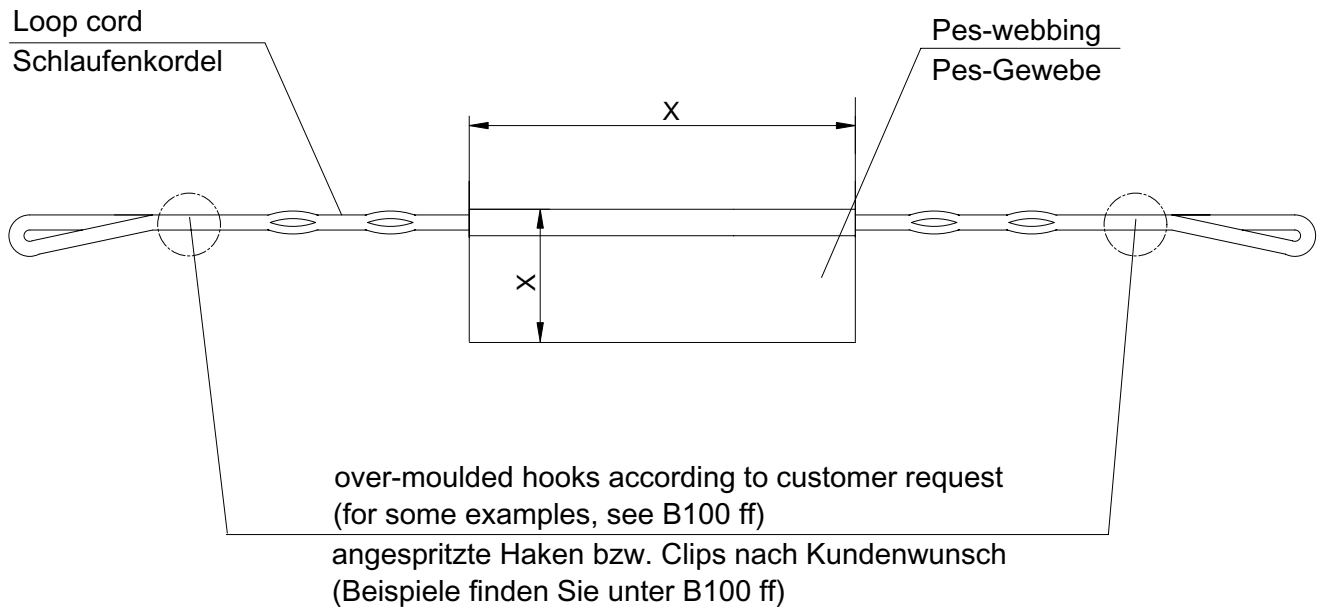 Loop cord
Schlaufenkordel
Pes-webbing
Pes-Gewebe
X
X
over-moulded hooks according to customer request
(for some examples, see B100 ff)
angespritzte Haken bzw. Clips nach Kundenwunsch
(Beispiele finden Sie unter B100 ff)